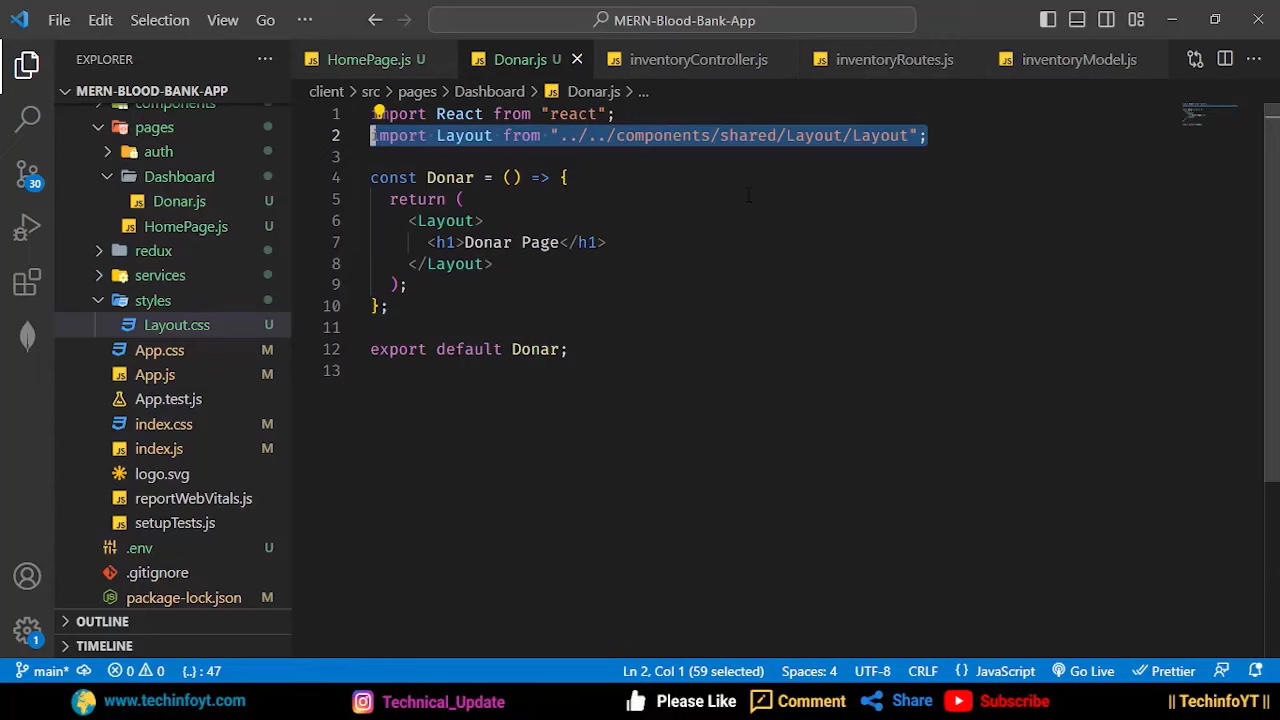 File Edit Selection View Go ··· MERN-Blood-Bank-App
EXPLORER ···
HomePage.js U Donar.js U inventoryController.js inventoryRoutes.js inventoryModel.js ···
MERN-BLOOD-BANK-APP
client > src > pages > Dashboard > Donar.js > ...
components
pages
auth
Dashboard
Donar.js U
HomePage.js U
redux
services
styles
Layout.css U
App.css M
App.js M
App.test.js
index.css M
index.js M
logo.svg
reportWebVitals.js
setupTests.js
.env U
.gitignore
package-lock.json M
OUTLINE
TIMELINE
30
1
1 import React from "react";
2 import Layout from "../../components/shared/Layout/Layout";
3
4 const Donar = () => {
5 return (
6 <Layout>
7 <h1>Donar Page</h1>
8 </Layout>
9 );
10 };
11
12 export default Donar;
13
main* 0 0 {..} : 47 Ln 2, Col 1 (59 selected) Spaces: 4 UTF-8 CRLF {} JavaScript Go Live Prettier
www.techinfoyt.com Technical_Update Please Like Comment Share Subscribe || TechinfoYT ||